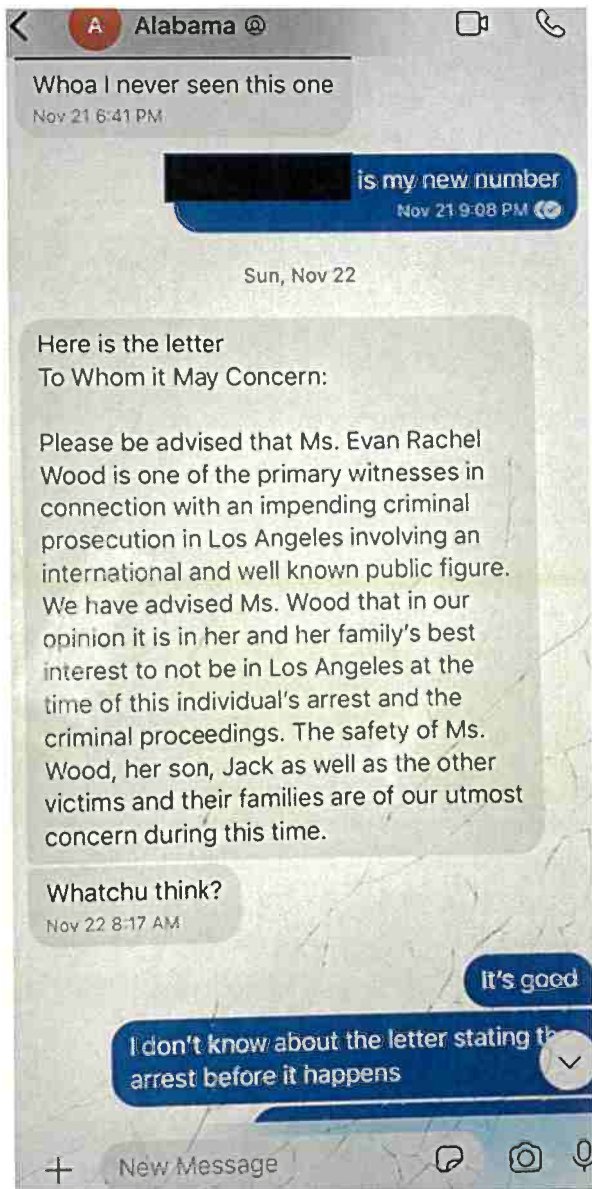 A Alabama
Whoa I never seen this one
Nov 21 6:41 PM
is my new number
Nov 21 9:08 PM
Sun, Nov 22
Here is the letter
To Whom it May Concern:
Please be advised that Ms. Evan Rachel
Wood is one of the primary witnesses in
connection with an impending criminal
prosecution in Los Angeles involving an
international and well known public figure.
We have advised Ms. Wood that in our
opinion it is in her and her family's best
interest to not be in Los Angeles at the
time of this individual's arrest and the
criminal proceedings. The safety of Ms.
Wood, her son, Jack as well as the other
victims and their families are of our utmost
concern during this time.
Whatchu think?
Nov 22 8:17 AM
It's good
I don't know about the letter stating
arrest before it happens
New Message